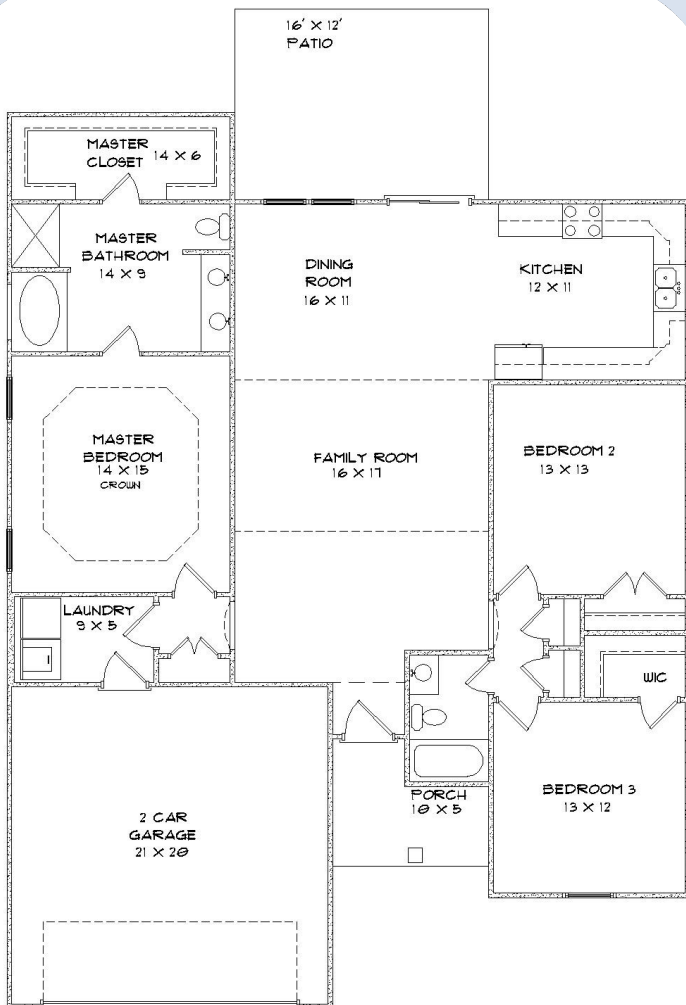 16' X 12'
PATIO
MASTER
CLOSET 14 X 6
MASTER
BATHROOM
14 X 9
DINING
ROOM
16 X 11
KITCHEN
12 X 11
MASTER
BEDROOM
14 X 15
CROWN
FAMILY ROOM
16 X 17
BEDROOM 2
13 X 13
LAUNDRY
9 X 5
WIC
2 CAR
GARAGE
21 X 20
PORCH
10 X 5
BEDROOM 3
13 X 12